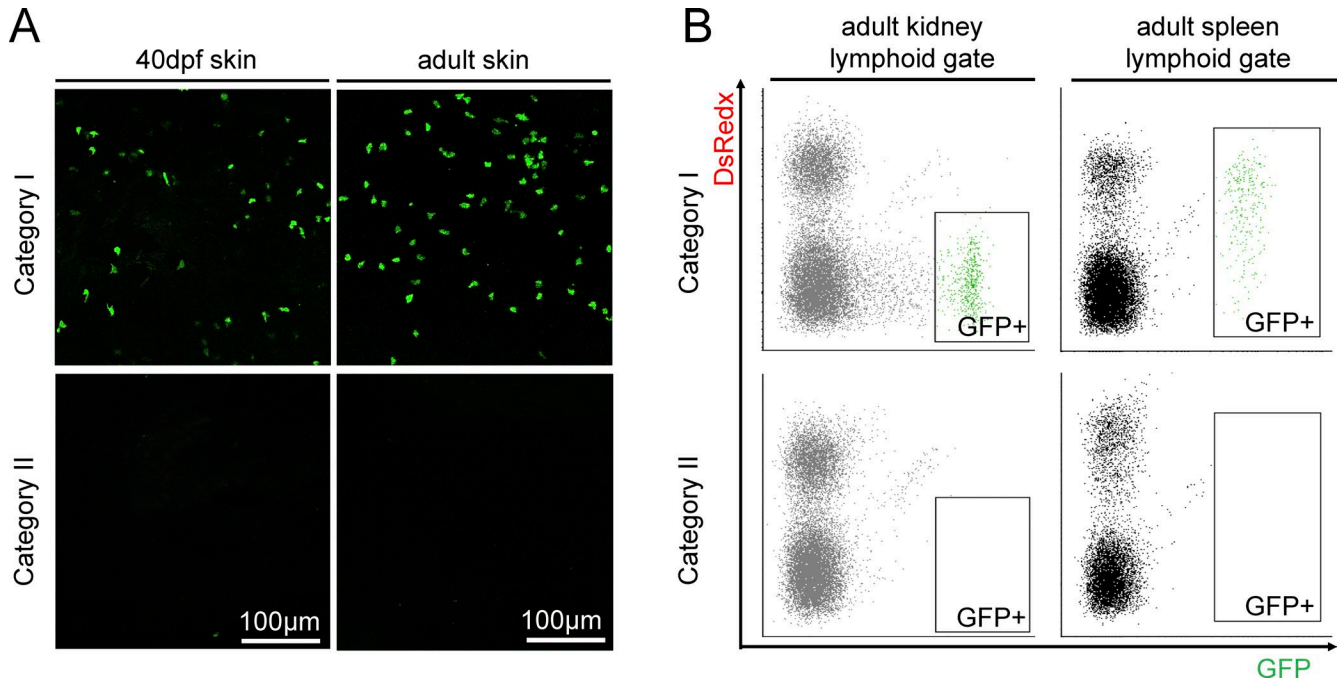 A
40dpf skin
adult skin
Category I
Category II
100µm
100µm
B
adult kidney
lymphoid gate
adult spleen
lymphoid gate
DsRedx
Category I
GFP+
GFP+
Category II
GFP+
GFP+
GFP